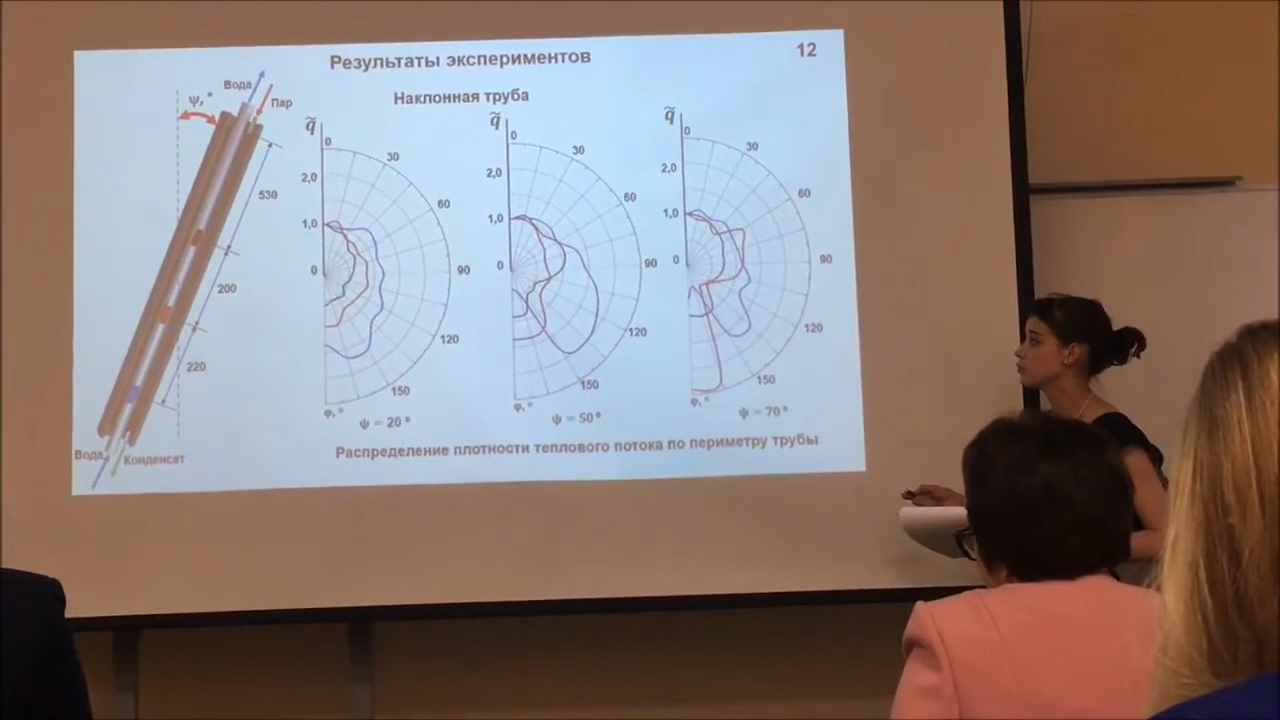 Результаты экспериментов
12
Наклонная труба
Вода
ψ, °
Пар
530
200
220
Вода
Конденсат
q̃
0
30
2,0
60
1,0
0
90
120
150
φ, °
ψ = 20 °
q̃
0
30
2,0
60
1,0
0
90
120
150
φ, °
ψ = 50 °
q̃
0
30
2,0
60
1,0
0
90
120
150
φ, °
ψ = 70 °
Распределение плотности теплового потока по периметру трубы